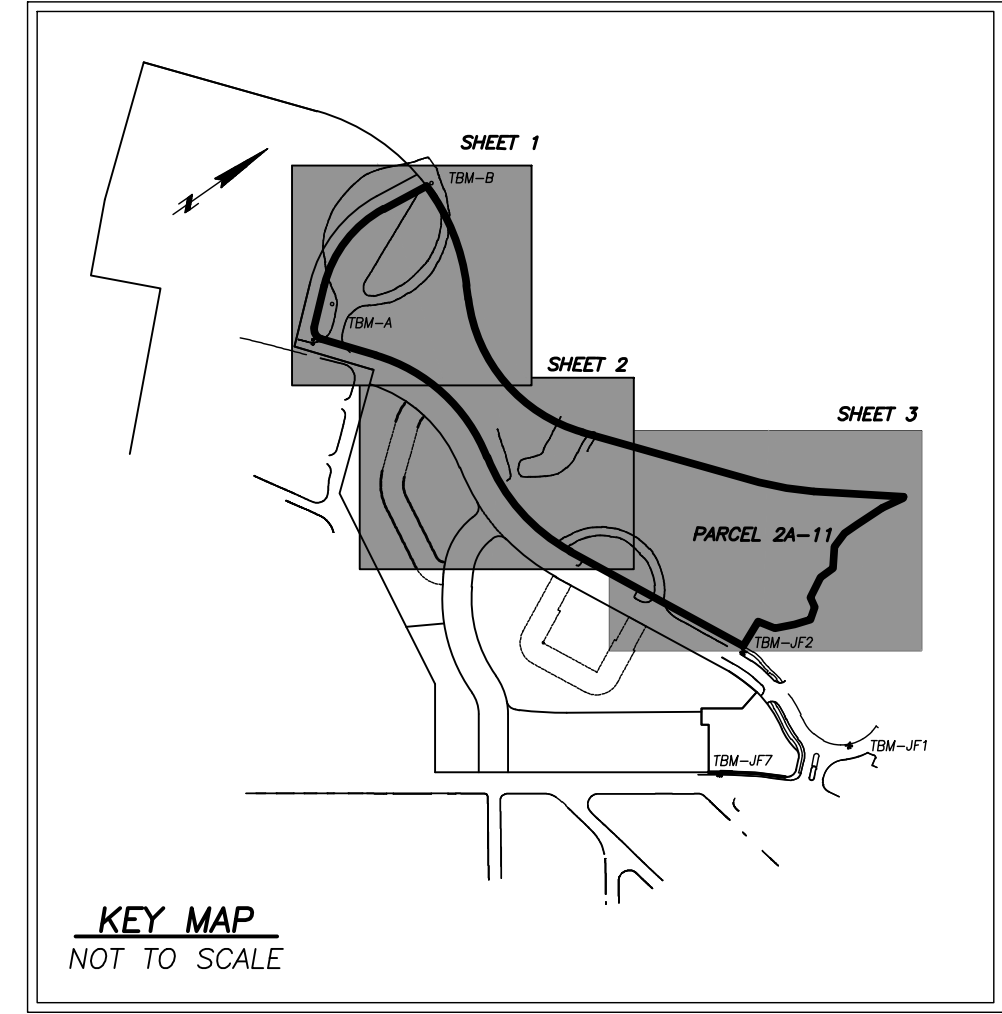 SHEET 1
TBM-B
N
TBM-A
SHEET 2
SHEET 3
PARCEL 2A-11
TBM-JF2
TBM-JF1
TBM-JF7
KEY MAP
NOT TO SCALE